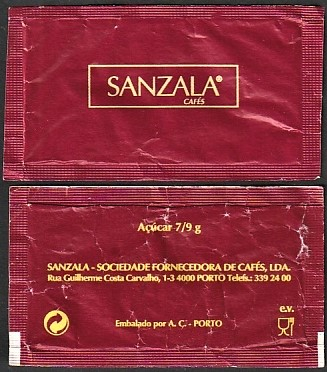 SANZALA®
CAFÉS
Açúcar 7/9 g
SANZALA - SOCIEDADE FORNECEDORA DE CAFÉS, LDA.
Rua Guilherme Costa Carvalho, 1-3 4000 PORTO Telefs.: 339 24 00
e.v.
Embalado por A. Ç. - PORTO